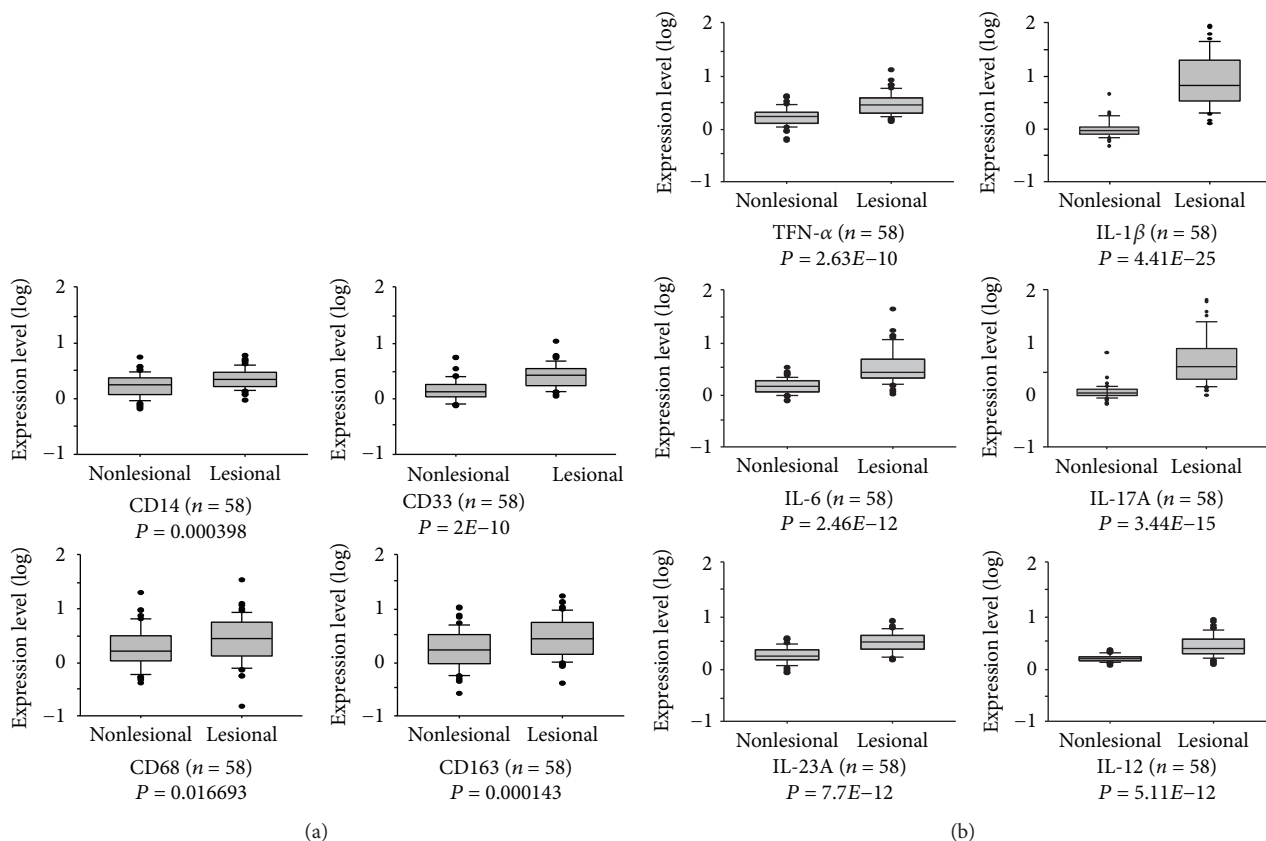 Expression level (log)
2
1
0
−1
Nonlesional Lesional
CD14 (n = 58)
P = 0.000398
Expression level (log)
2
1
0
−1
Nonlesional Lesional
CD33 (n = 58)
P = 2E−10
Expression level (log)
2
1
0
−1
Nonlesional Lesional
CD68 (n = 58)
P = 0.016693
Expression level (log)
2
1
0
−1
Nonlesional Lesional
CD163 (n = 58)
P = 0.000143
(a)
Expression level (log)
2
1
0
−1
Nonlesional Lesional
TFN-α (n = 58)
P = 2.63E−10
Expression level (log)
2
1
0
−1
Nonlesional Lesional
IL-1β (n = 58)
P = 4.41E−25
Expression level (log)
2
1
0
−1
Nonlesional Lesional
IL-6 (n = 58)
P = 2.46E−12
Expression level (log)
2
1
0
−1
Nonlesional Lesional
IL-17A (n = 58)
P = 3.44E−15
Expression level (log)
2
1
0
−1
Nonlesional Lesional
IL-23A (n = 58)
P = 7.7E−12
Expression level (log)
2
1
0
−1
Nonlesional Lesional
IL-12 (n = 58)
P = 5.11E−12
(b)